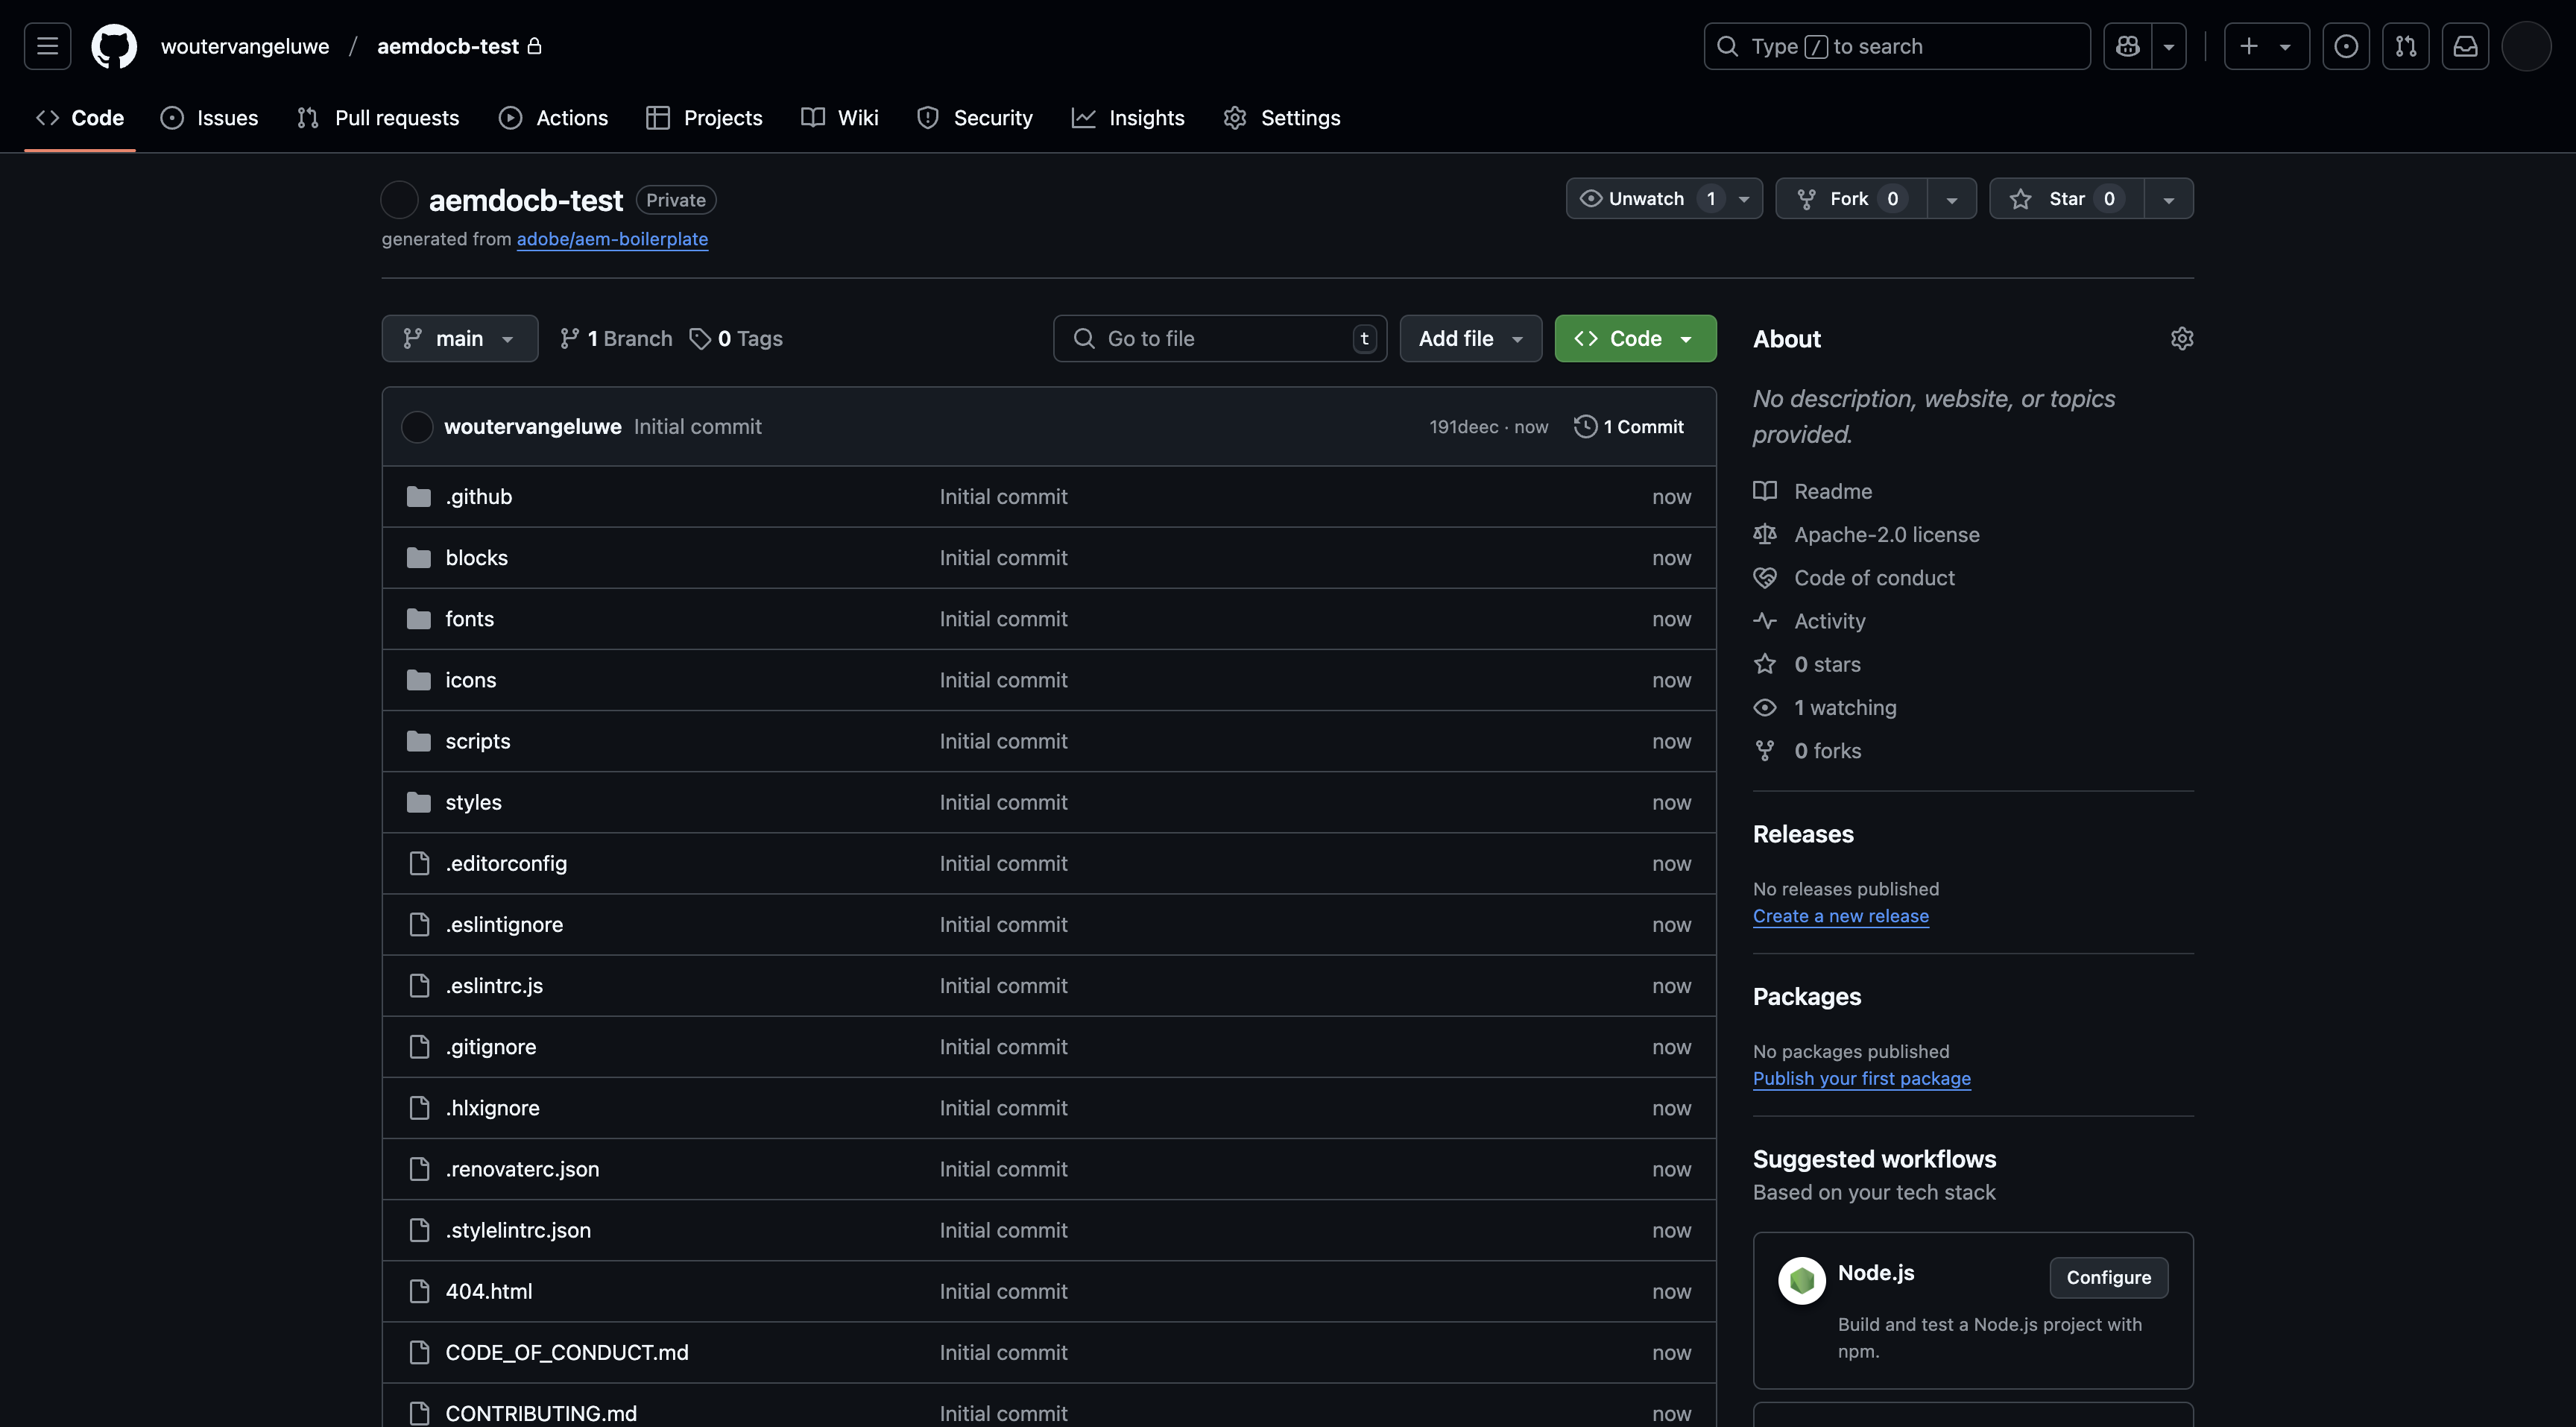 woutervangeluwe / aemdocb-test
Type / to search
Code Issues Pull requests Actions Projects Wiki Security Insights Settings
aemdocb-test Private
Unwatch 1 Fork 0 Star 0
generated from adobe/aem-boilerplate
main 1 Branch 0 Tags Go to file t Add file Code
woutervangeluwe Initial commit 191deec · now 1 Commit
.github Initial commit now
blocks Initial commit now
fonts Initial commit now
icons Initial commit now
scripts Initial commit now
styles Initial commit now
.editorconfig Initial commit now
.eslintignore Initial commit now
.eslintrc.js Initial commit now
.gitignore Initial commit now
.hlxignore Initial commit now
.renovaterc.json Initial commit now
.stylelintrc.json Initial commit now
404.html Initial commit now
CODE_OF_CONDUCT.md Initial commit now
CONTRIBUTING.md Initial commit now
About
No description, website, or topics
provided.
Readme
Apache-2.0 license
Code of conduct
Activity
0 stars
1 watching
0 forks
Releases
No releases published
Create a new release
Packages
No packages published
Publish your first package
Suggested workflows
Based on your tech stack
Node.js Configure
Build and test a Node.js project with
npm.